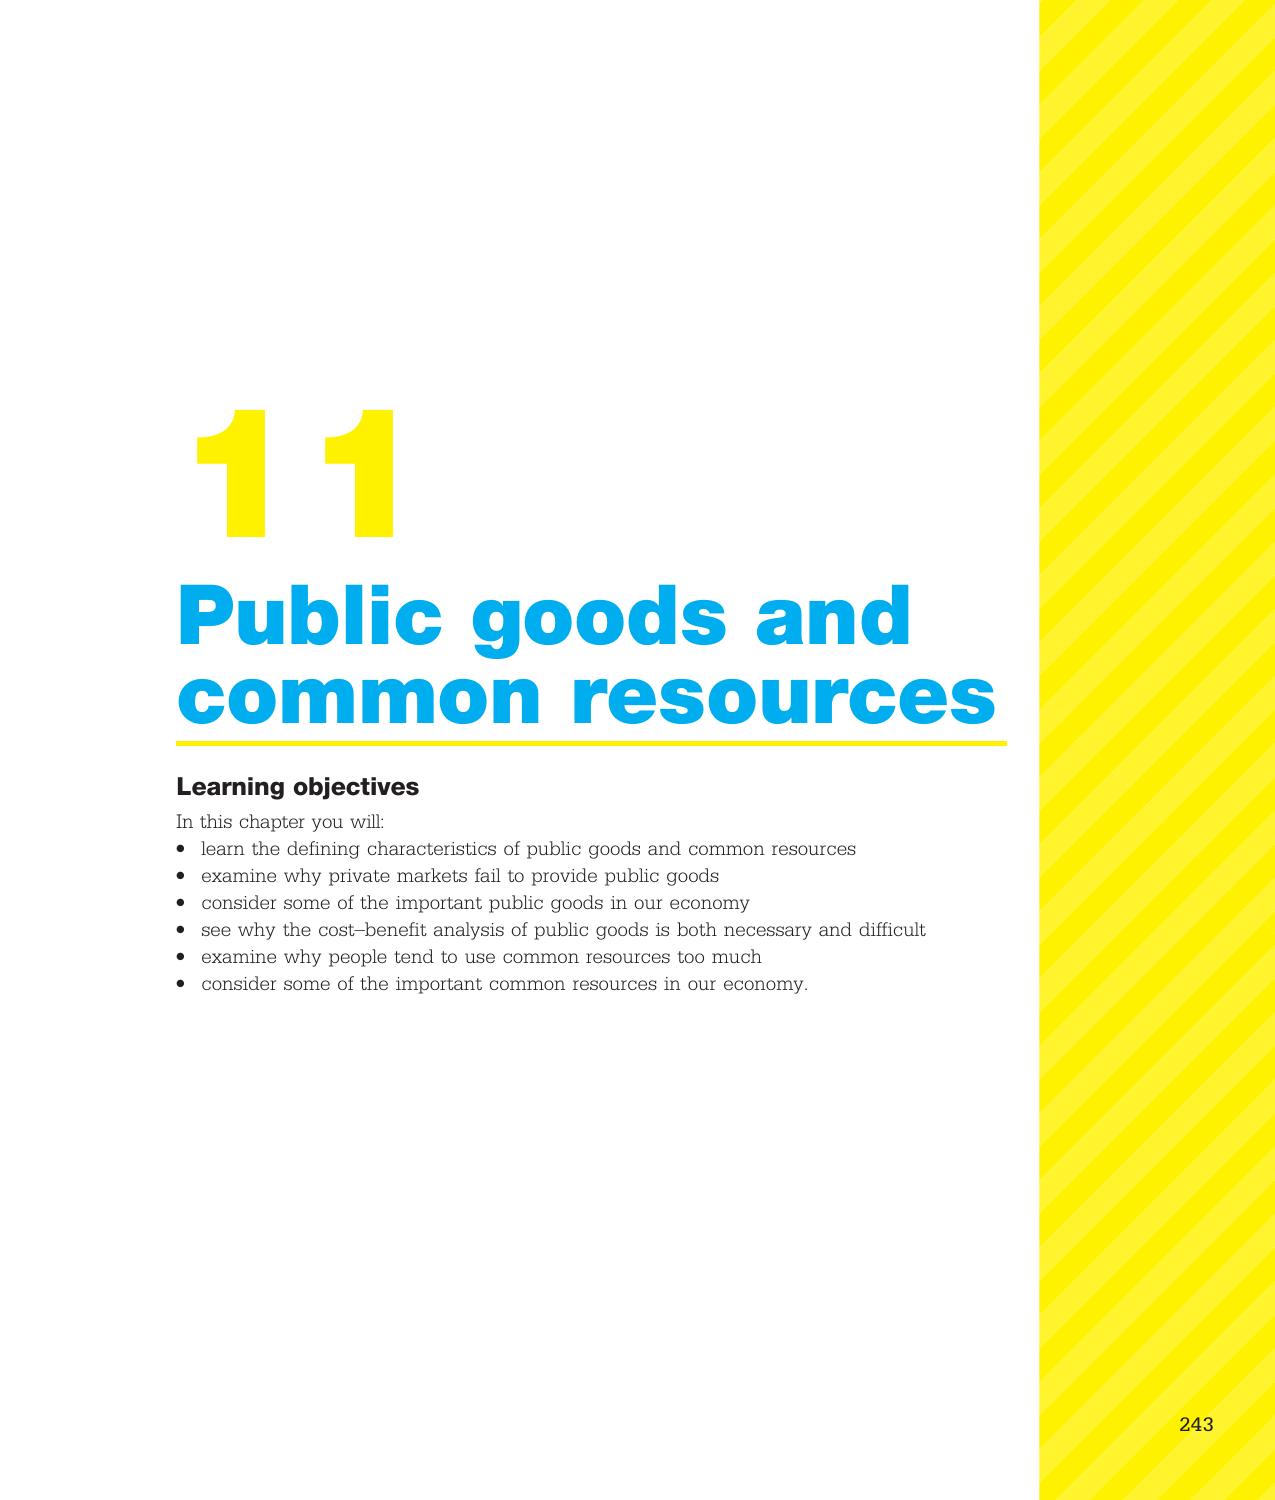 11
Public goods and
common resources
Learning objectives
In this chapter you will:
• learn the defining characteristics of public goods and common resources
• examine why private markets fail to provide public goods
• consider some of the important public goods in our economy
• see why the cost–benefit analysis of public goods is both necessary and difficult
• examine why people tend to use common resources too much
• consider some of the important common resources in our economy.
243